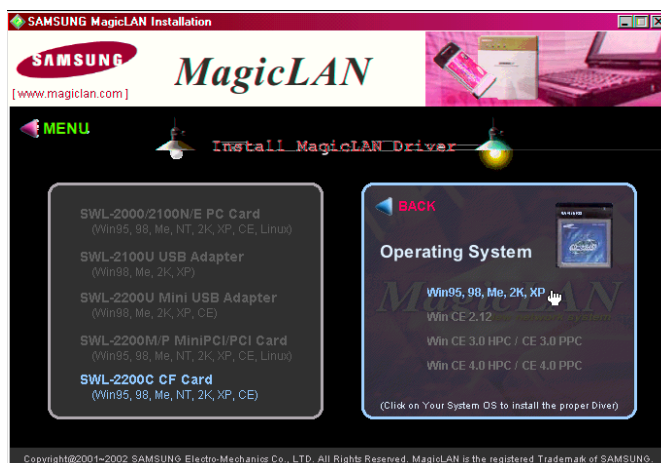 SAMSUNG MagicLAN Installation
SAMSUNG
MagicLAN
[www.magiclan.com]
MENU
Install MagicLAN Driver
SWL-2000/2100N/E PC Card
(Win95, 98, Me, NT, 2K, XP, CE, Linux)
SWL-2100U USB Adapter
(Win98, Me, 2K, XP)
SWL-2200U Mini USB Adapter
(Win98, Me, 2K, XP, CE)
SWL-2200M/P MiniPCI/PCI Card
(Win95, 98, Me, NT, 2K, XP, CE, Linux)
SWL-2200C CF Card
(Win95, 98, Me, NT, 2K, XP, CE)
BACK
Operating System
Win95, 98, Me, 2K, XP
Win CE 2.12
Win CE 3.0 HPC / CE 3.0 PPC
Win CE 4.0 HPC / CE 4.0 PPC
(Click on Your System OS to install the proper Diver)
Copyright@2001~2002 SAMSUNG Electro-Mechanics Co., LTD. All Rights Reserved. MagicLAN is the registered Trademark of SAMSUNG.